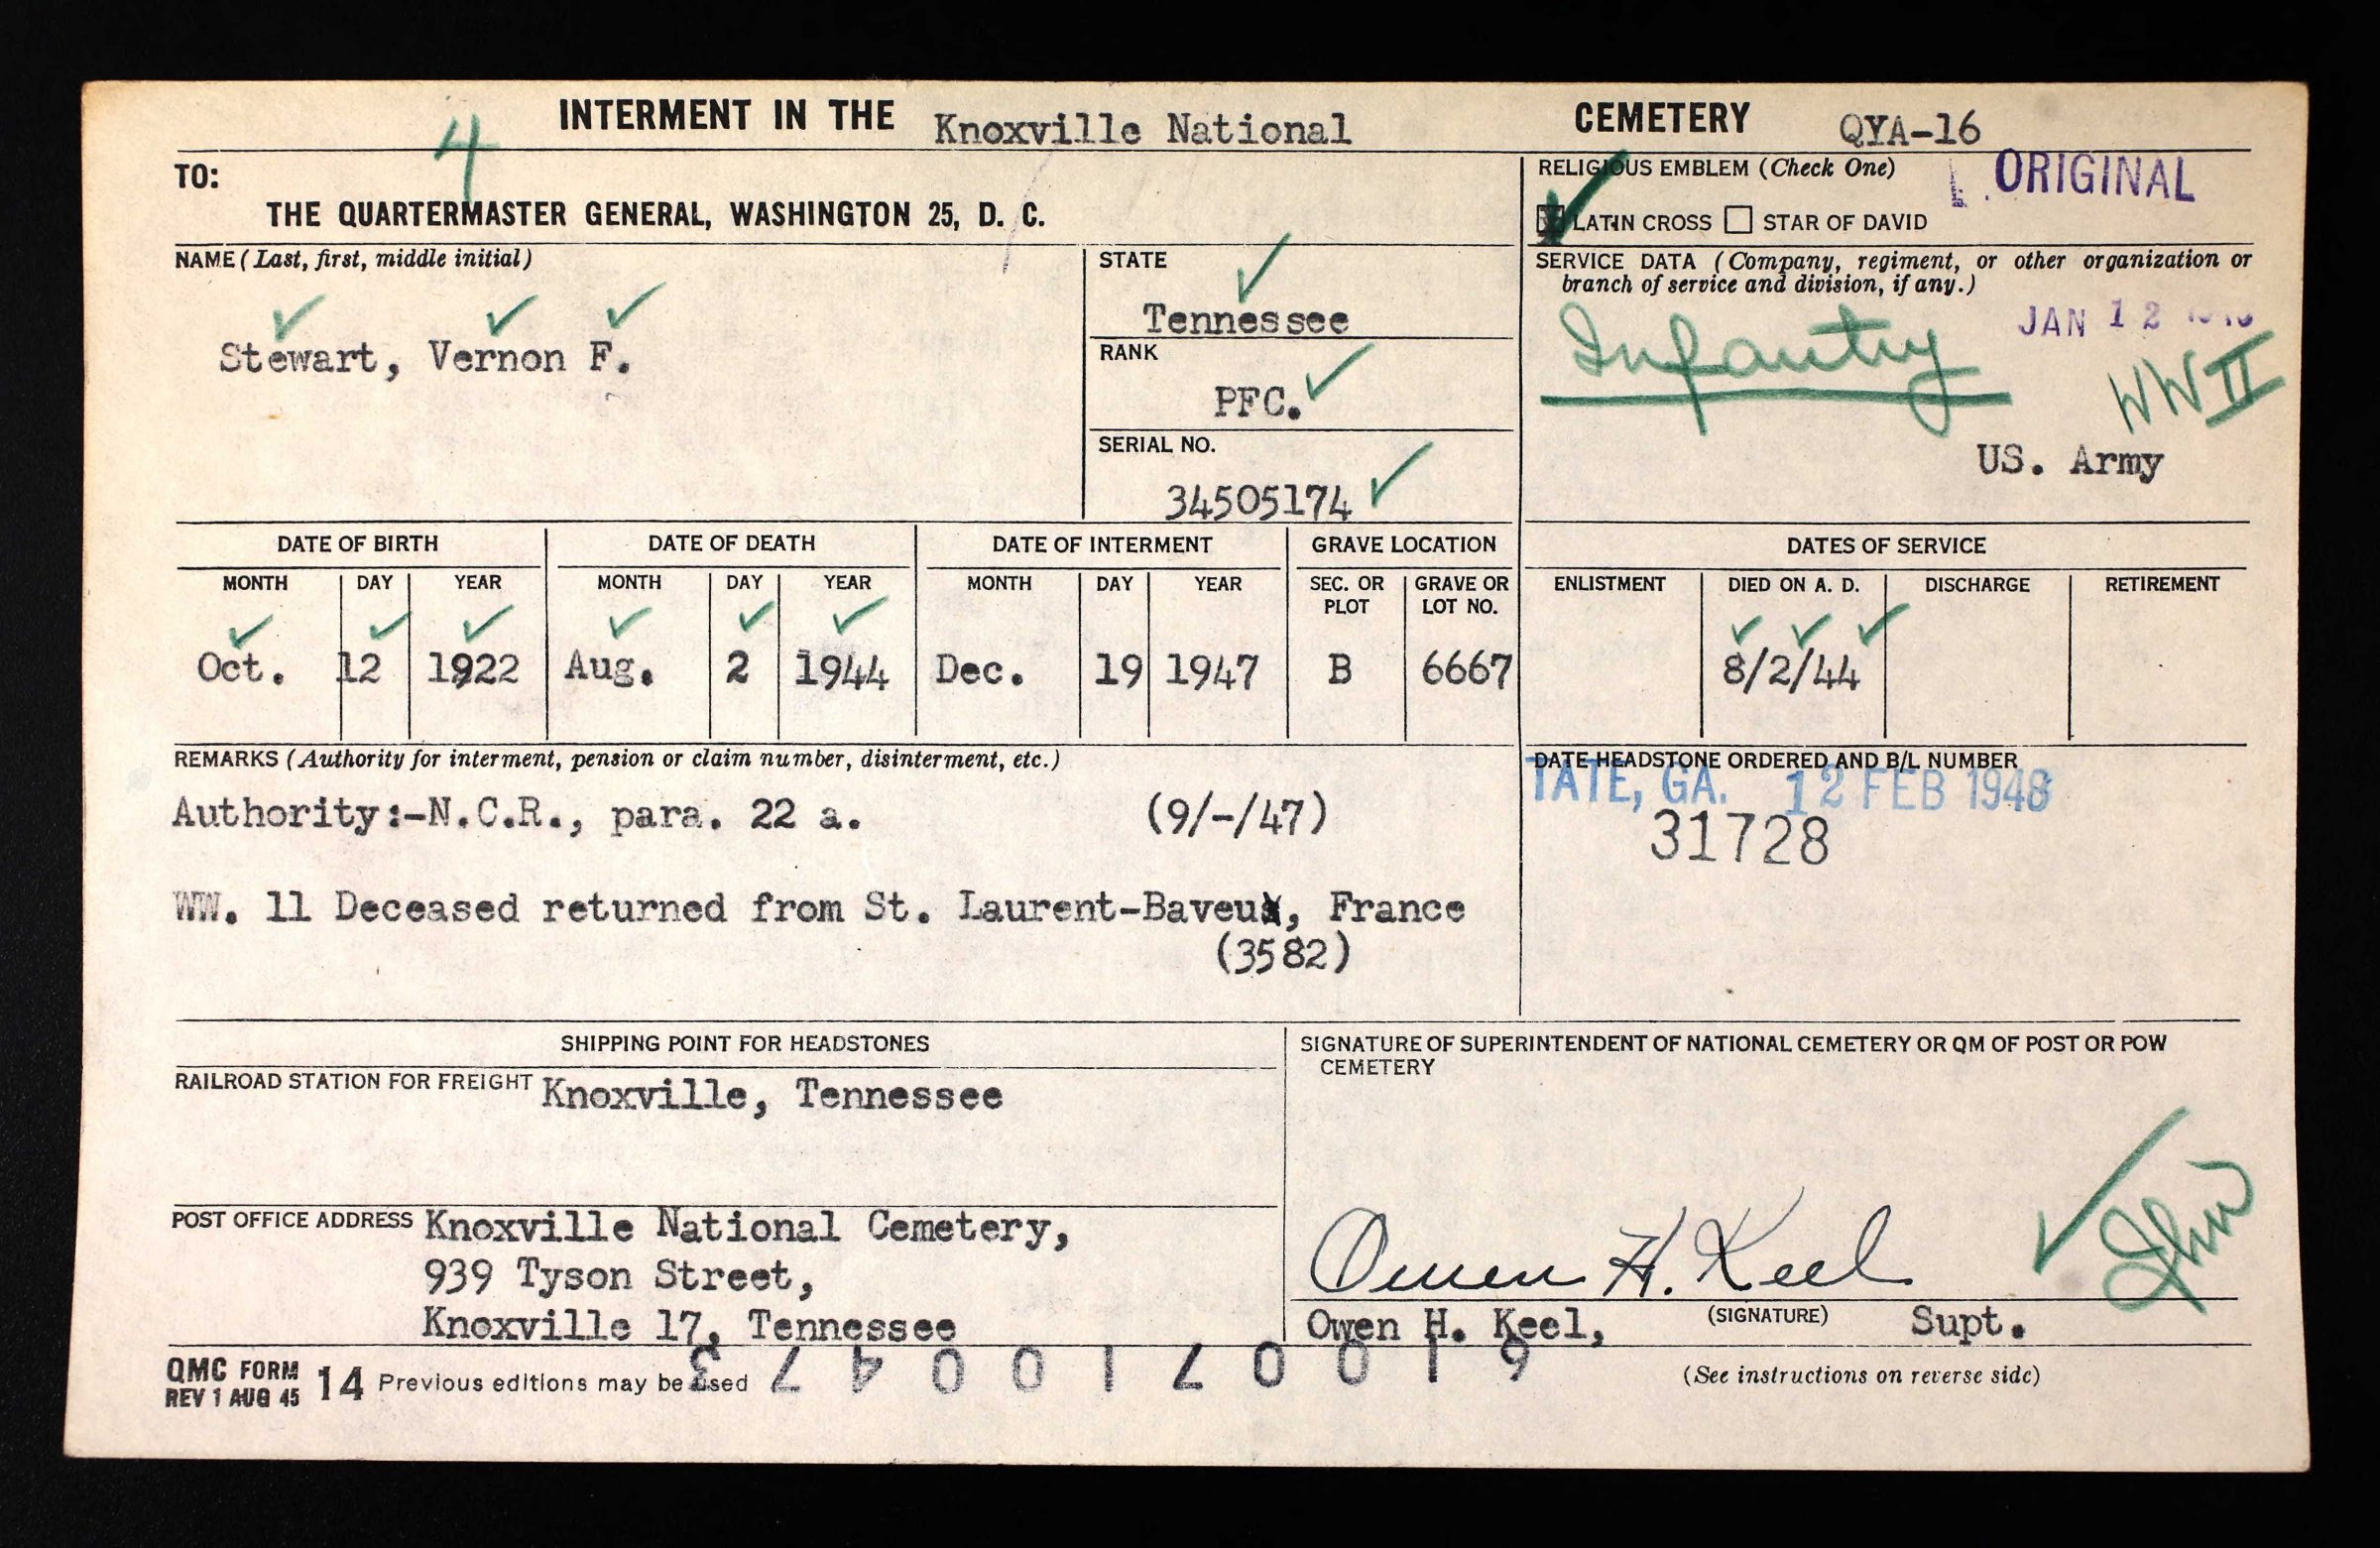 INTERMENT IN THE Knoxville National CEMETERY QYA-16
4
TO:
THE QUARTERMASTER GENERAL, WASHINGTON 25, D. C.
RELIGIOUS EMBLEM (Check One)
ORIGINAL
LATIN CROSS STAR OF DAVID
NAME (Last, first, middle initial)
Stewart, Vernon F.
STATE
Tennessee
RANK
PFC.
SERIAL NO.
34505174
SERVICE DATA (Company, regiment, or other organization or
branch of service and division, if any.)
JAN 12
Infantry
WW II
US. Army
DATE OF BIRTH DATE OF DEATH DATE OF INTERMENT GRAVE LOCATION DATES OF SERVICE
MONTH DAY YEAR MONTH DAY YEAR MONTH DAY YEAR SEC. OR PLOT GRAVE OR LOT NO. ENLISTMENT DIED ON A. D. DISCHARGE RETIREMENT
Oct. 12 1922 Aug. 2 1944 Dec. 19 1947 B 6667 8/2/44
REMARKS (Authority for interment, pension or claim number, disinterment, etc.)
Authority:-N.C.R., para. 22 a. (9/-/47)
WW. 11 Deceased returned from St. Laurent-Baveux, France
(3582)
DATE HEADSTONE ORDERED AND B/L NUMBER
TATE, GA. 12 FEB 1948
31728
SHIPPING POINT FOR HEADSTONES
RAILROAD STATION FOR FREIGHT Knoxville, Tennessee
POST OFFICE ADDRESS Knoxville National Cemetery,
939 Tyson Street,
Knoxville 17, Tennessee
SIGNATURE OF SUPERINTENDENT OF NATIONAL CEMETERY OR QM OF POST OR POW
CEMETERY
Owen H. Keel
Owen H. Keel, (SIGNATURE) Supt.
QMC FORM
REV 1 AUG 45 14 Previous editions may be used
(See instructions on reverse side)